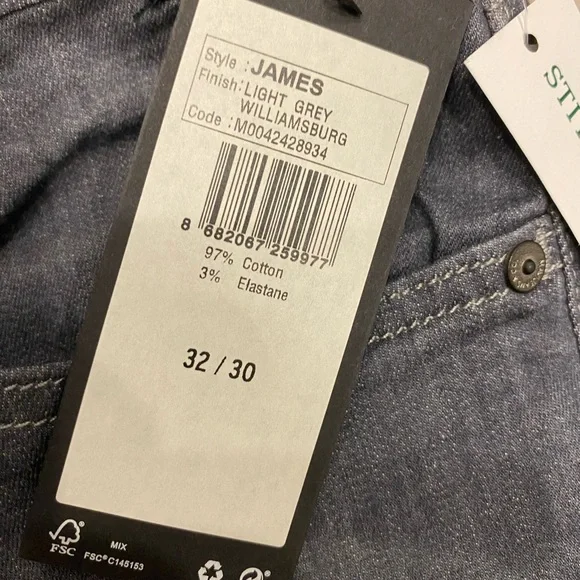 Style :JAMES
Finish:LIGHT GREY
WILLIAMSBURG
Code :M0042428934
8 682067 259977
97% Cotton
3% Elastane
32 / 30
FSC
MIX
FSC® C145153